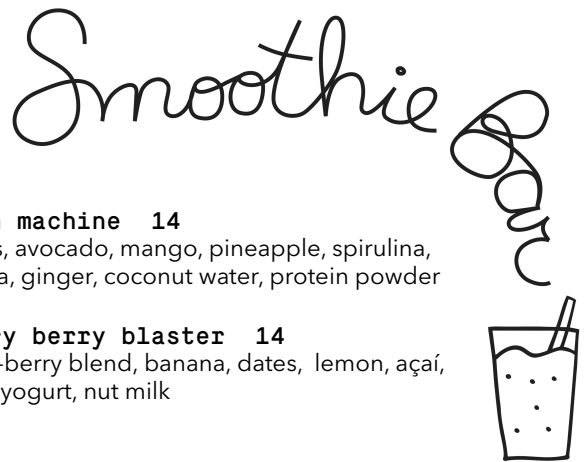 Smoothie Bar
machine 14
avocado, mango, pineapple, spirulina,
ginger, coconut water, protein powder
berry blaster 14
-berry blend, banana, dates, lemon, açaí,
yogurt, nut milk